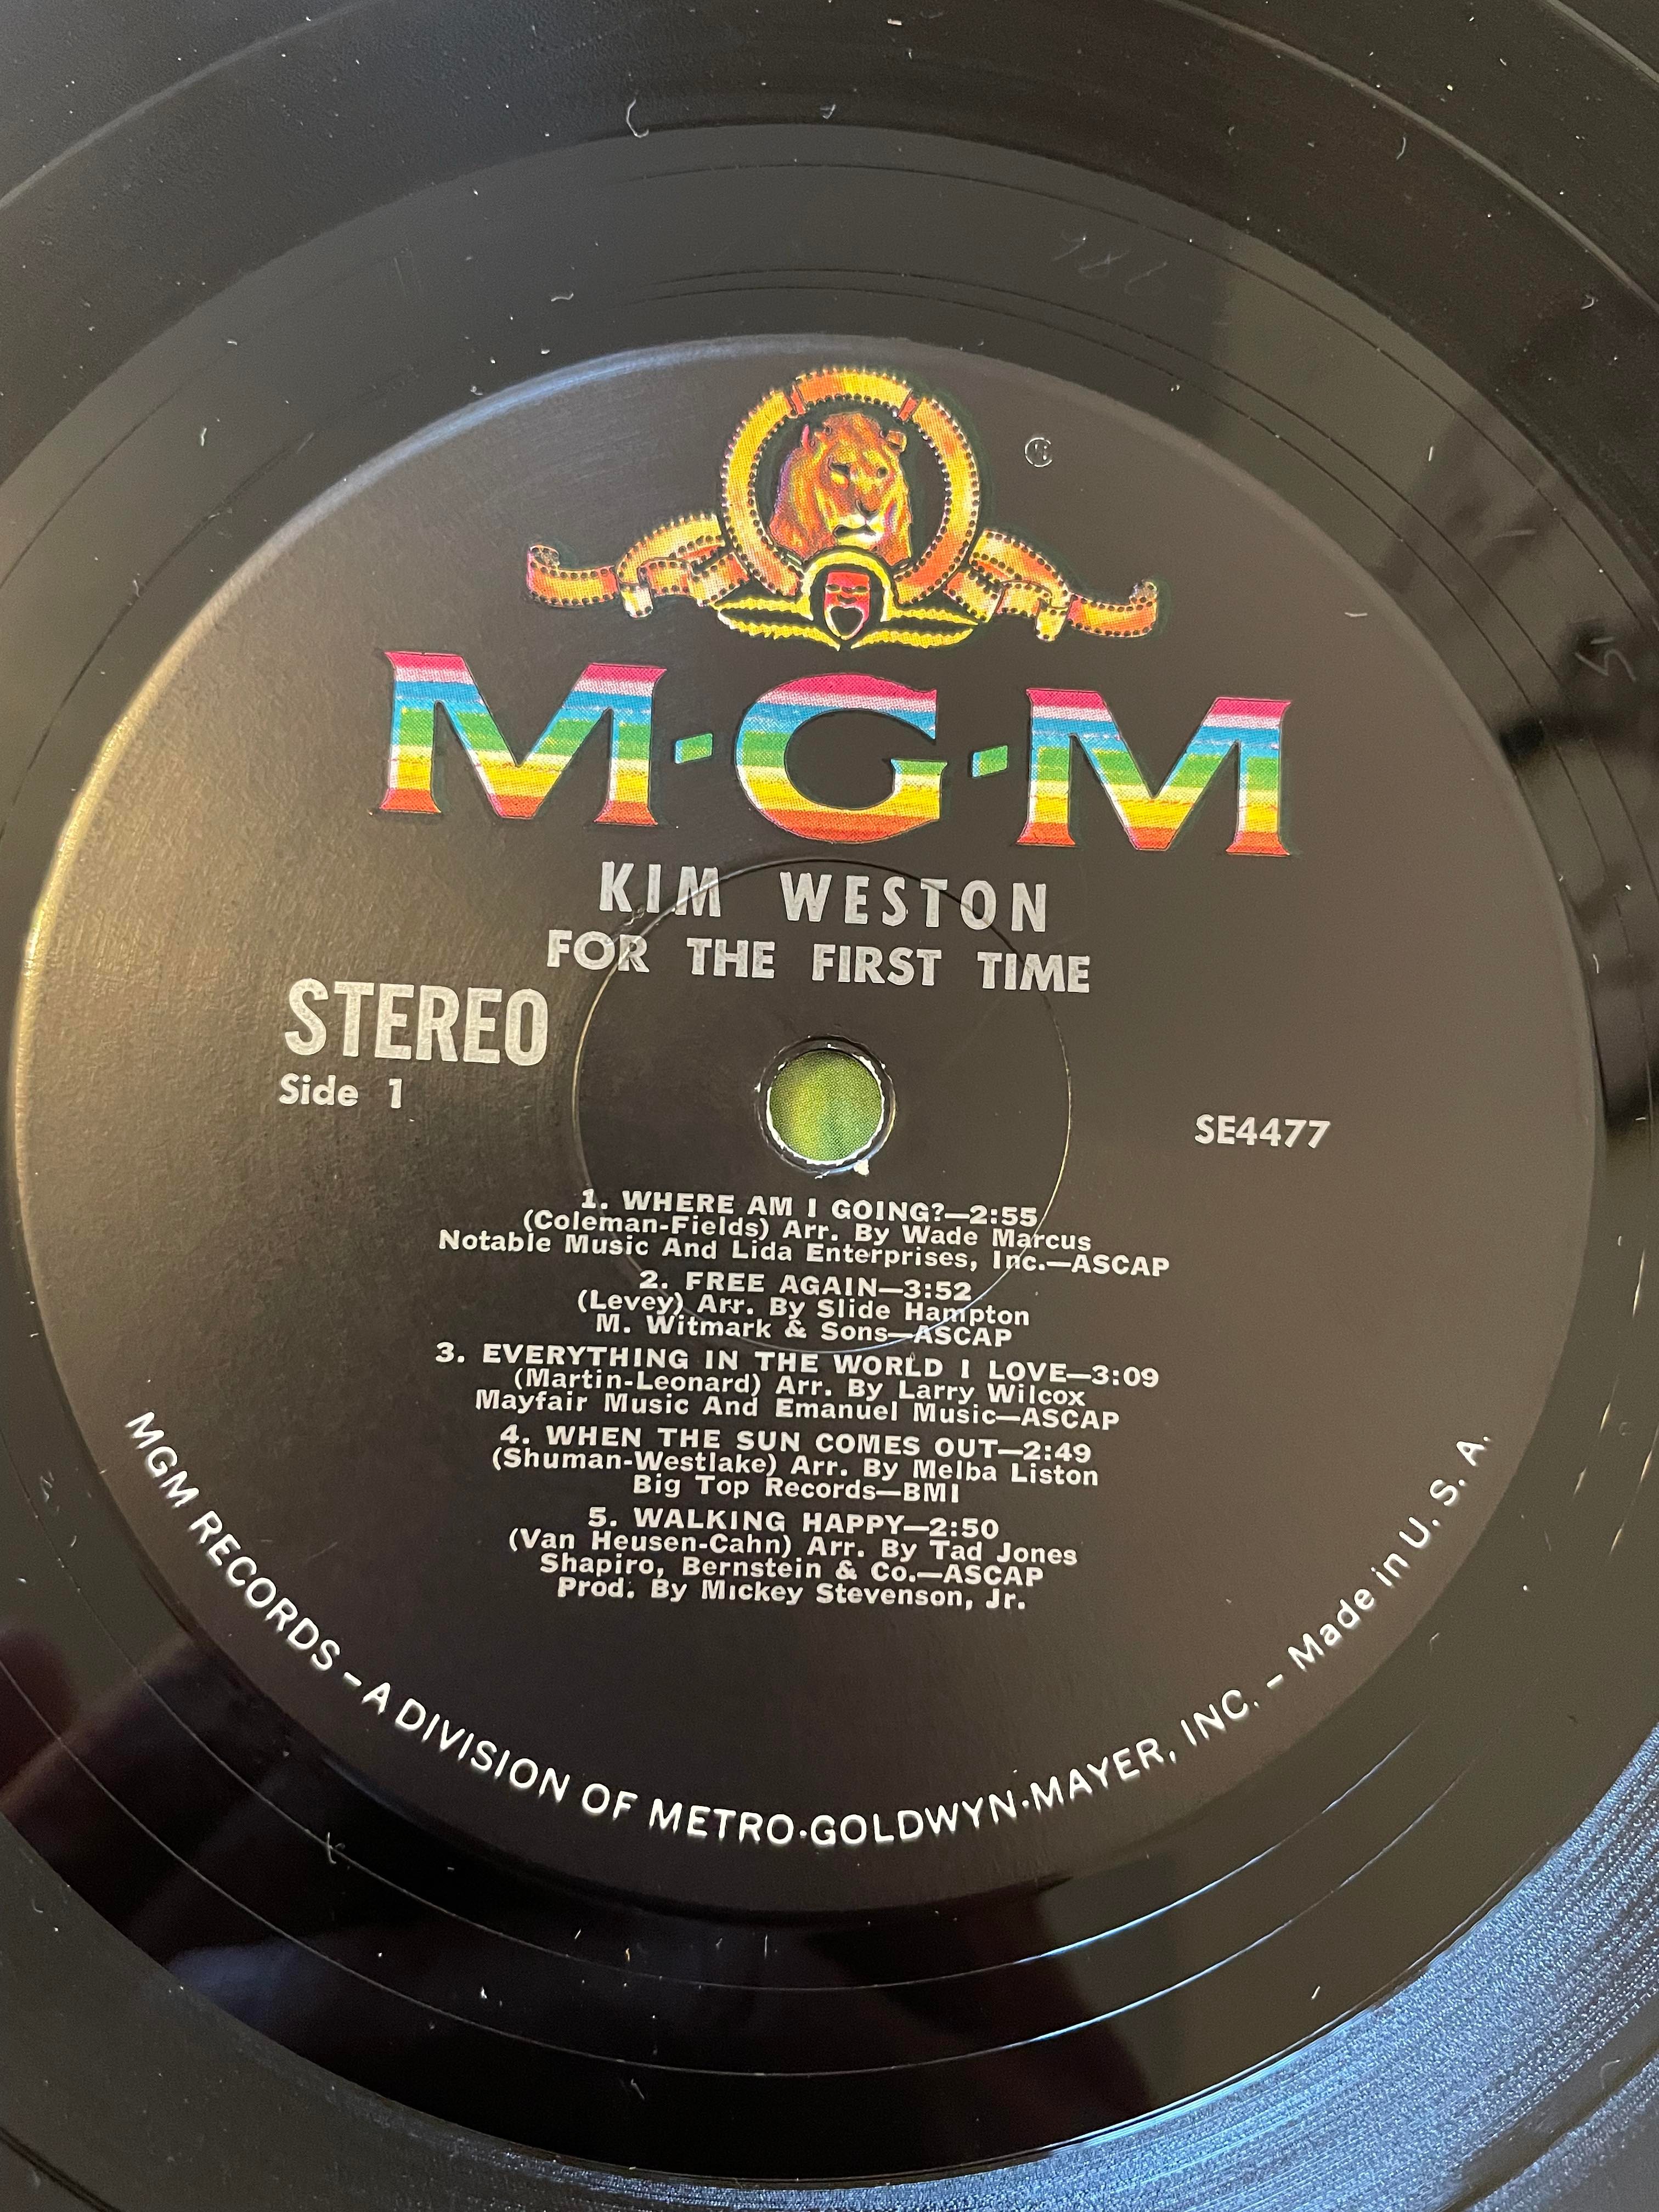 M·G·M
KIM WESTON
FOR THE FIRST TIME
STEREO
Side 1
SE4477
1. WHERE AM I GOING?—2:55
(Coleman-Fields) Arr. By Wade Marcus
Notable Music And Lida Enterprises, Inc.—ASCAP
2. FREE AGAIN—3:52
(Levey) Arr. By Slide Hampton
M. Witmark & Sons—ASCAP
3. EVERYTHING IN THE WORLD I LOVE—3:09
(Martin-Leonard) Arr. By Larry Wilcox
Mayfair Music And Emanuel Music—ASCAP
4. WHEN THE SUN COMES OUT—2:49
(Shuman-Westlake) Arr. By Melba Liston
Big Top Records—BMI
5. WALKING HAPPY—2:50
(Van Heusen-Cahn) Arr. By Tad Jones
Shapiro, Bernstein & Co.—ASCAP
Prod. By Mickey Stevenson, Jr.
MGM RECORDS – A DIVISION OF METRO·GOLDWYN·MAYER, INC. – Made in U. S. A.